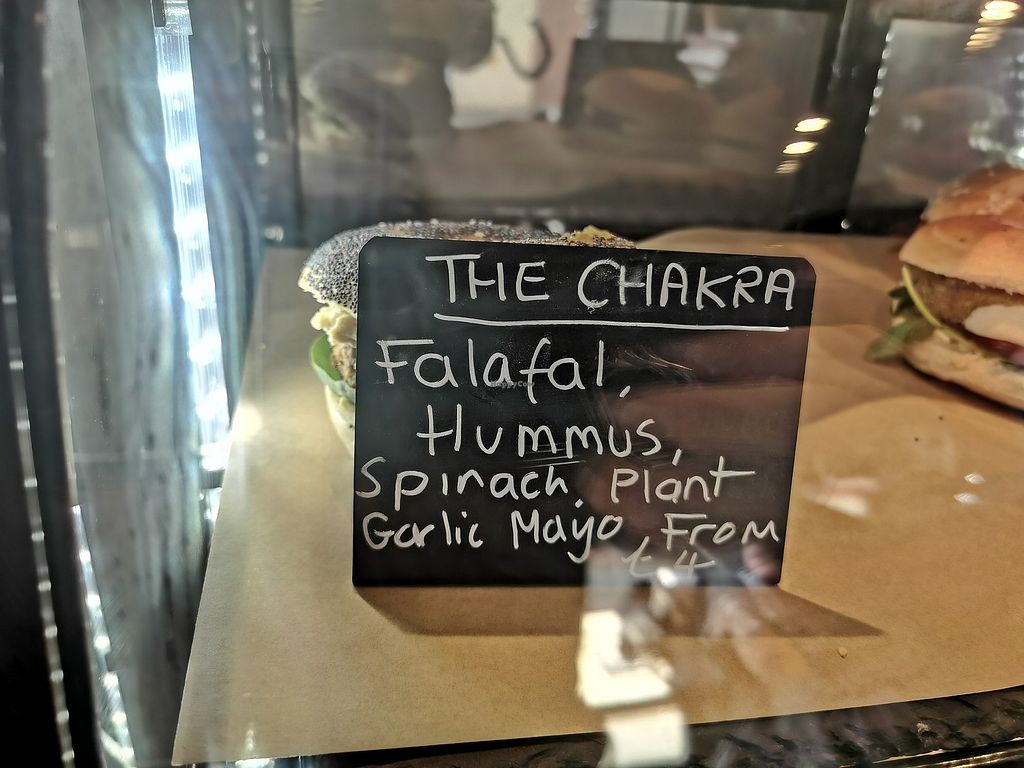 THE CHAKRA
Falafal,
Hummus,
Spinach, Plant
Garlic Mayo From
£4